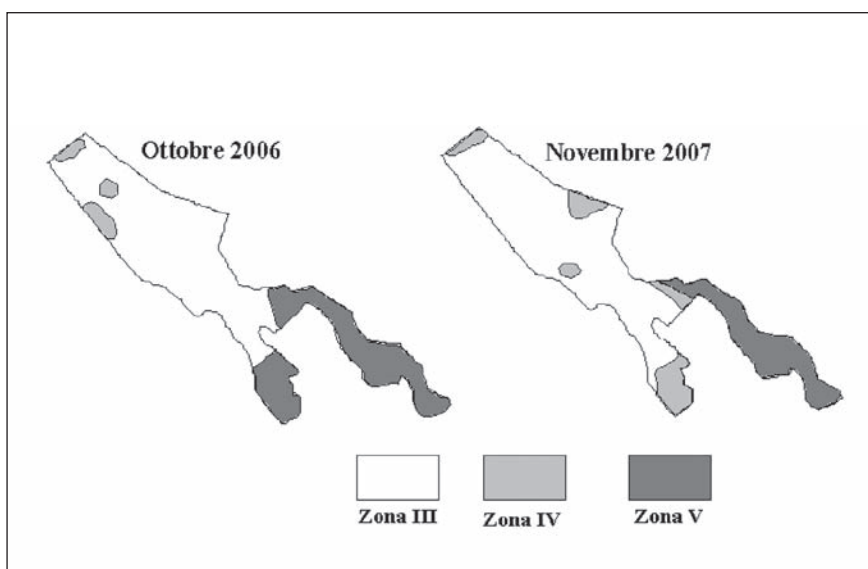 Ottobre 2006
Novembre 2007
Zona III
Zona IV
Zona V